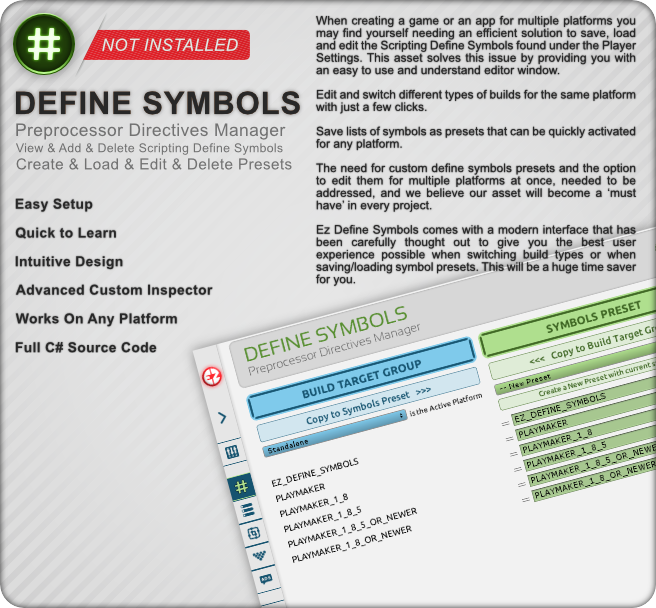 #
NOT INSTALLED
DEFINE SYMBOLS
Preprocessor Directives Manager
View & Add & Delete Scripting Define Symbols
Create & Load & Edit & Delete Presets
Easy Setup
Quick to Learn
Intuitive Design
Advanced Custom Inspector
Works On Any Platform
Full C# Source Code
When creating a game or an app for multiple platforms you
may find yourself needing an efficient solution to save, load
and edit the Scripting Define Symbols found under the Player
Settings. This asset solves this issue by providing you with
an easy to use and understand editor window.
Edit and switch different types of builds for the same platform
with just a few clicks.
Save lists of symbols as presets that can be quickly activated
for any platform.
The need for custom define symbols presets and the option
to edit them for multiple platforms at once, needed to be
addressed, and we believe our asset will become a 'must
have' in every project.
Ez Define Symbols comes with a modern interface that has
been carefully thought out to give you the best user
experience possible when switching build types or when
saving/loading symbol presets. This will be a huge time saver
for you.
DEFINE SYMBOLS
Preprocessor Directives Manager
BUILD TARGET GROUP
Copy to Symbols Preset >>>
Standalone
is the Active Platform
EZ_DEFINE_SYMBOLS
PLAYMAKER
PLAYMAKER_1_8
PLAYMAKER_1_8_5
PLAYMAKER_1_8_5_OR_NEWER
PLAYMAKER_1_8_OR_NEWER
SYMBOLS PRESET
<<< Copy to Build Target
-- New Preset
Create a New Preset with current
EZ_DEFINE_SYMBOLS
PLAYMAKER
PLAYMAKER_1_8
PLAYMAKER_1_8_5
PLAYMAKER_1_8_5_OR_NEWE
PLAYMAKER_1_8_OR_NEWER